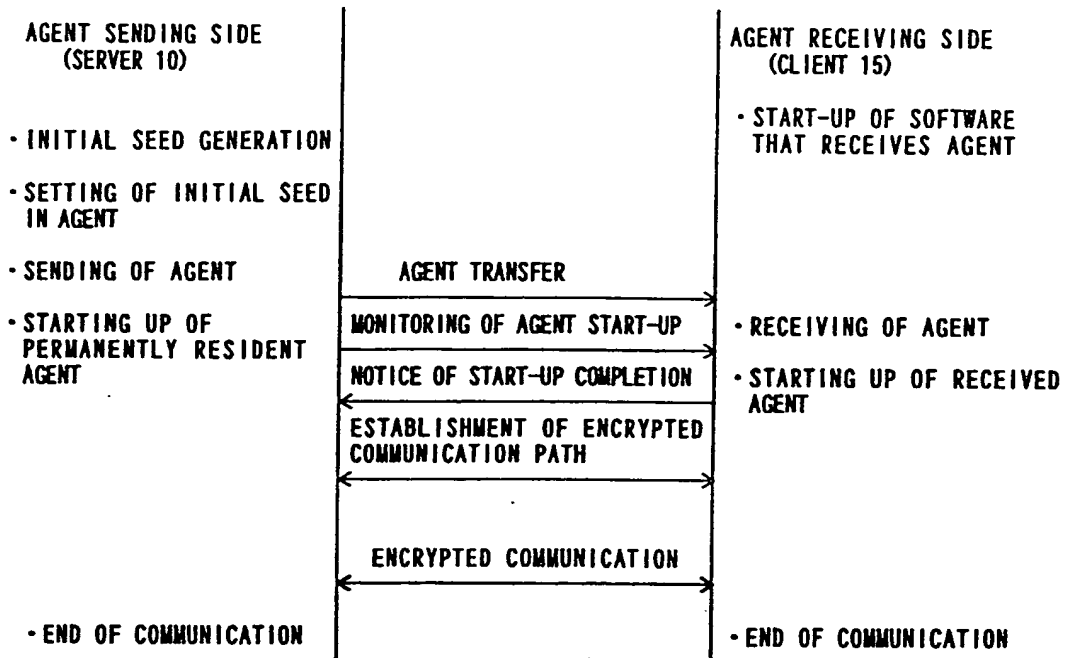 AGENT SENDING SIDE
(SERVER 10)
・INITIAL SEED GENERATION
・SETTING OF INITIAL SEED
IN AGENT
・SENDING OF AGENT
・STARTING UP OF
PERMANENTLY RESIDENT
AGENT
・END OF COMMUNICATION
AGENT TRANSFER
MONITORING OF AGENT START-UP
NOTICE OF START-UP COMPLETION
ESTABLISHMENT OF ENCRYPTED
COMMUNICATION PATH
ENCRYPTED COMMUNICATION
AGENT RECEIVING SIDE
(CLIENT 15)
・START-UP OF SOFTWARE
THAT RECEIVES AGENT
・RECEIVING OF AGENT
・STARTING UP OF RECEIVED
AGENT
・END OF COMMUNICATION